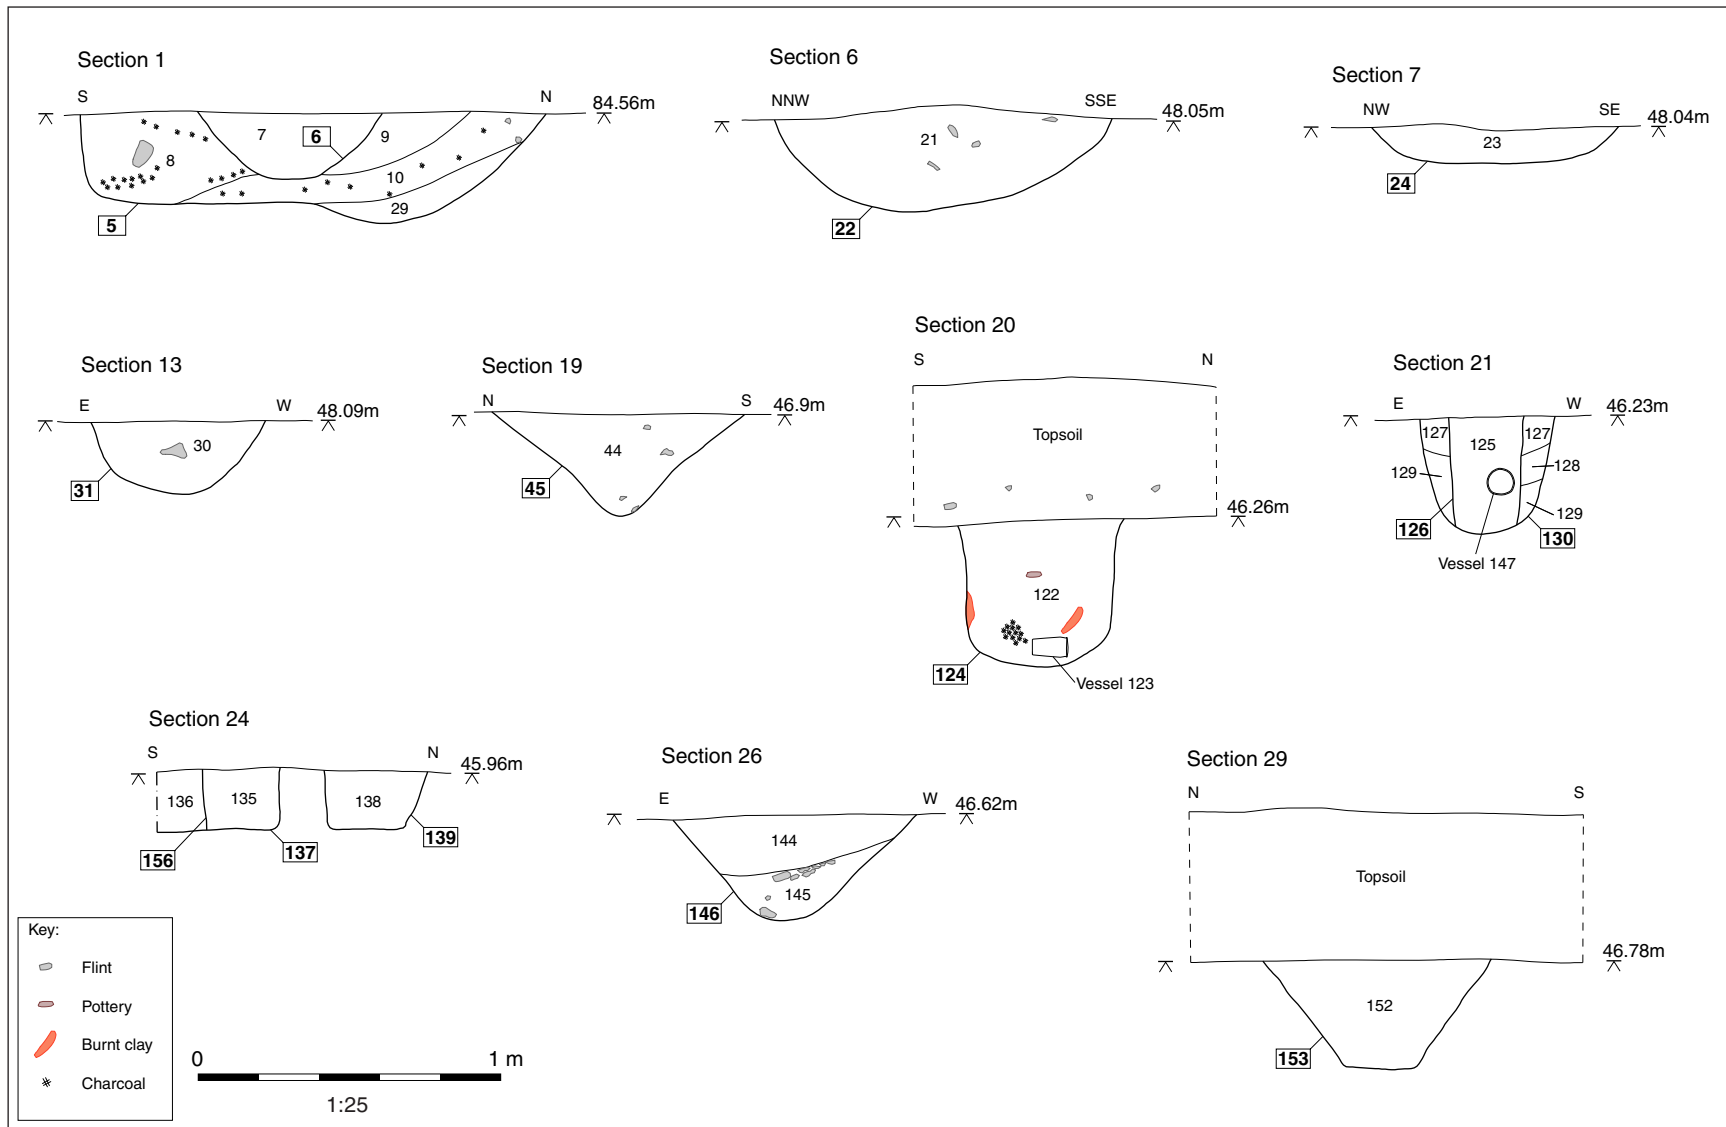 Section 1
S
N
84.56m
7
6
9
8
10
29
5
Section 6
NNW
SSE
48.05m
21
22
Section 7
NW
SE
48.04m
23
24
Section 13
E
W
48.09m
30
31
Section 19
N
S
46.9m
44
45
Section 20
S
N
Topsoil
46.26m
122
124
Vessel 123
Section 21
E
W
46.23m
127
125
127
129
128
129
126
130
Vessel 147
Section 24
S
N
45.96m
136
135
138
156
137
139
Section 26
E
W
46.62m
144
145
146
Section 29
N
S
Topsoil
46.78m
152
153
Key:
Flint
Pottery
Burnt clay
Charcoal
0
1 m
1:25